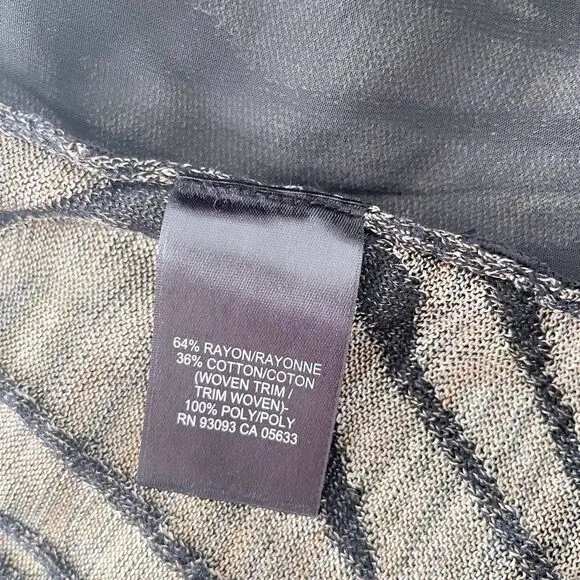 64% RAYON/RAYONNE
36% COTTON/COTON
(WOVEN TRIM /
TRIM WOVEN)-
100% POLY/POLY
RN 93093 CA 05633